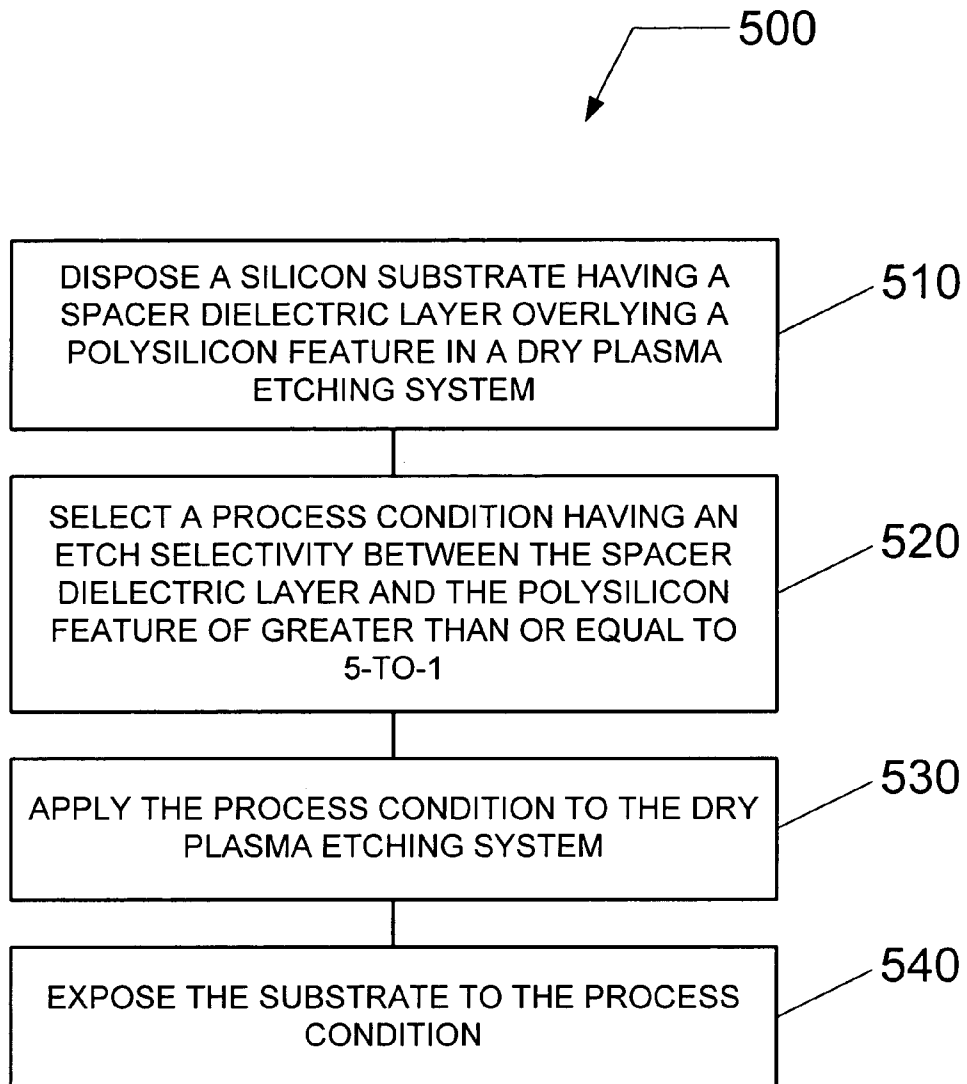 500
DISPOSE A SILICON SUBSTRATE HAVING A
SPACER DIELECTRIC LAYER OVERLYING A
POLYSILICON FEATURE IN A DRY PLASMA
ETCHING SYSTEM
510
SELECT A PROCESS CONDITION HAVING AN
ETCH SELECTIVITY BETWEEN THE SPACER
DIELECTRIC LAYER AND THE POLYSILICON
FEATURE OF GREATER THAN OR EQUAL TO
5-TO-1
520
APPLY THE PROCESS CONDITION TO THE DRY
PLASMA ETCHING SYSTEM
530
EXPOSE THE SUBSTRATE TO THE PROCESS
CONDITION
540